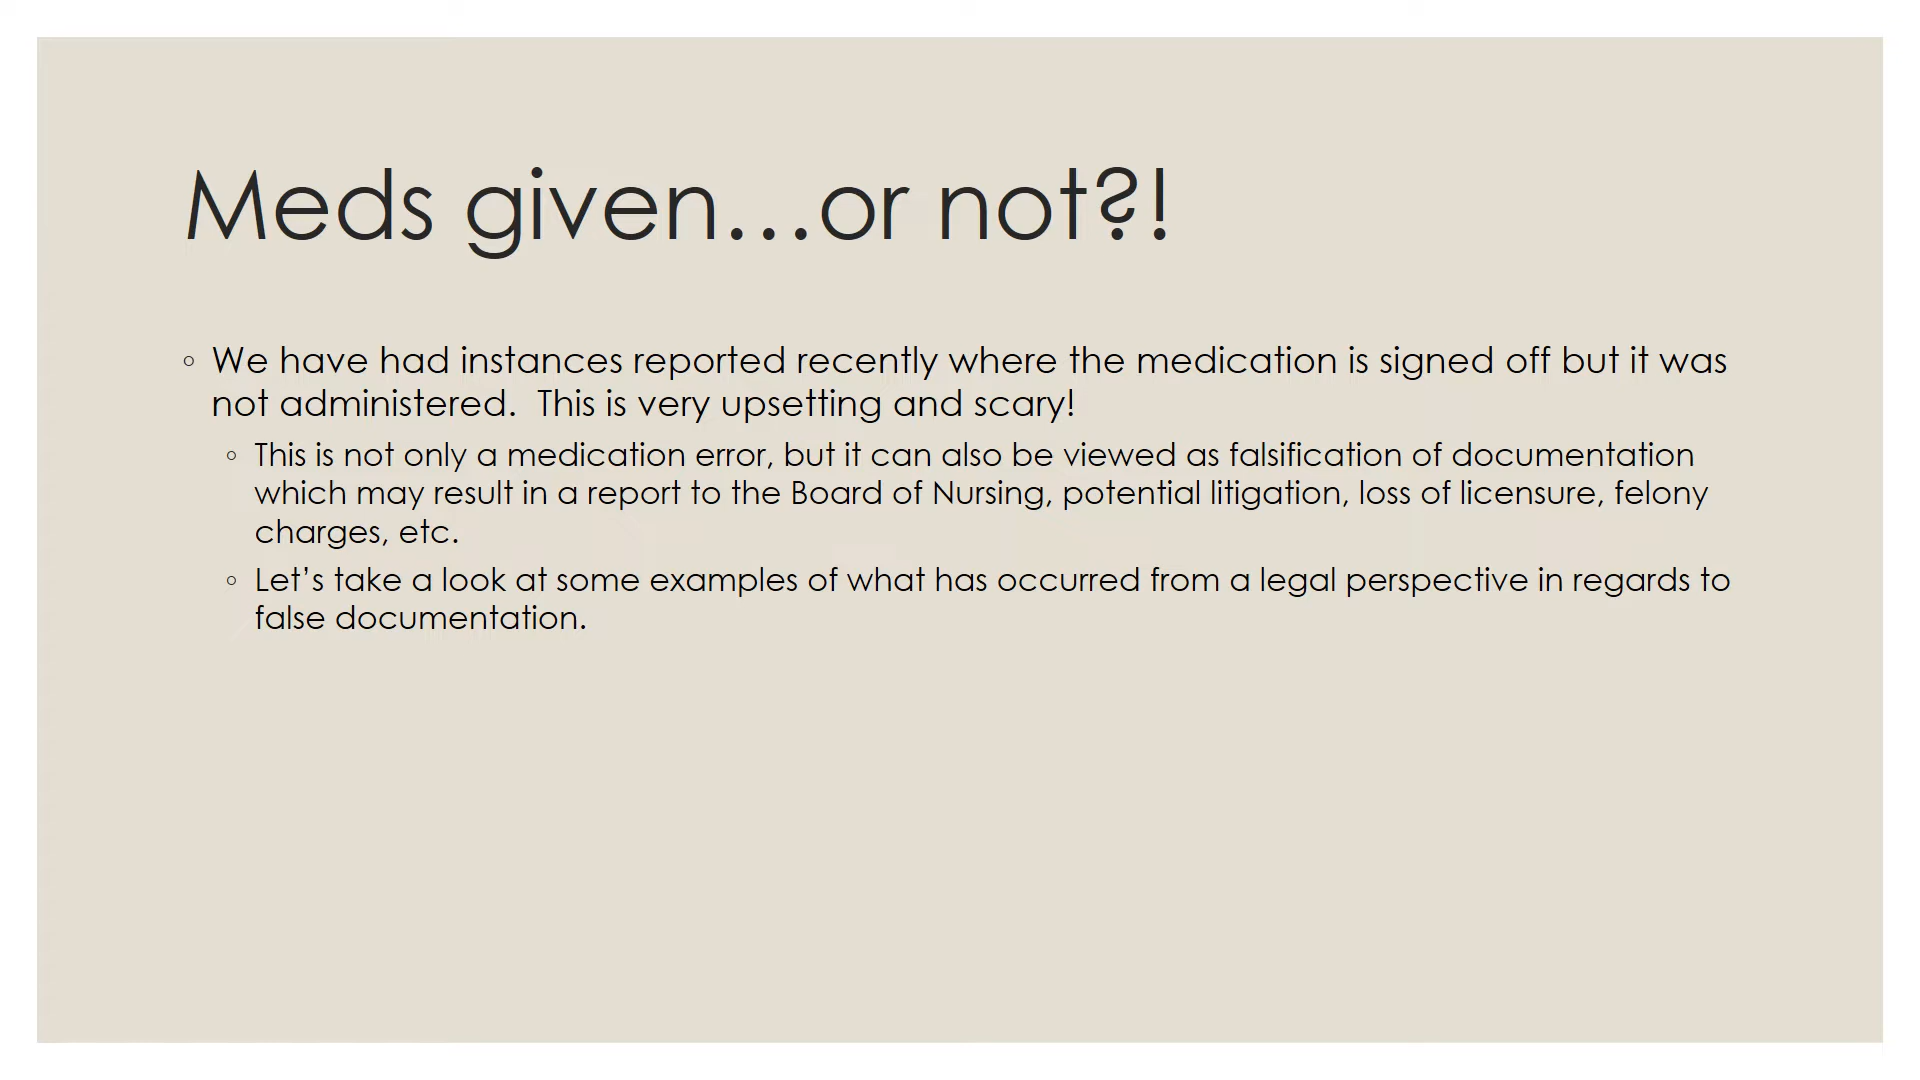 Meds given...or not?!
◦ We have had instances reported recently where the medication is signed off but it was
not administered.  This is very upsetting and scary!
◦ This is not only a medication error, but it can also be viewed as falsification of documentation
which may result in a report to the Board of Nursing, potential litigation, loss of licensure, felony
charges, etc.
◦ Let’s take a look at some examples of what has occurred from a legal perspective in regards to
false documentation.